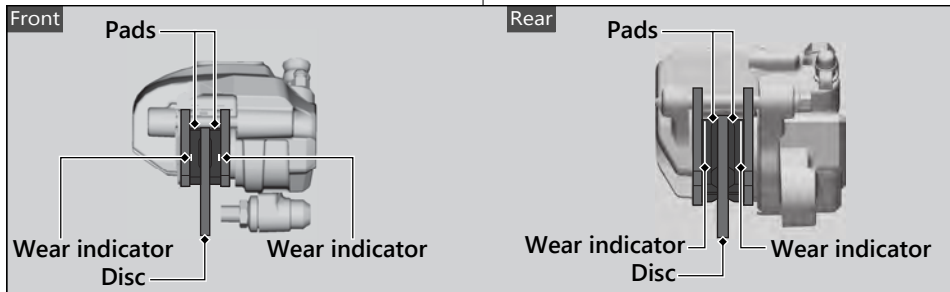 Front
Pads
Wear indicator
Wear indicator
Disc
Rear
Pads
Wear indicator
Wear indicator
Disc